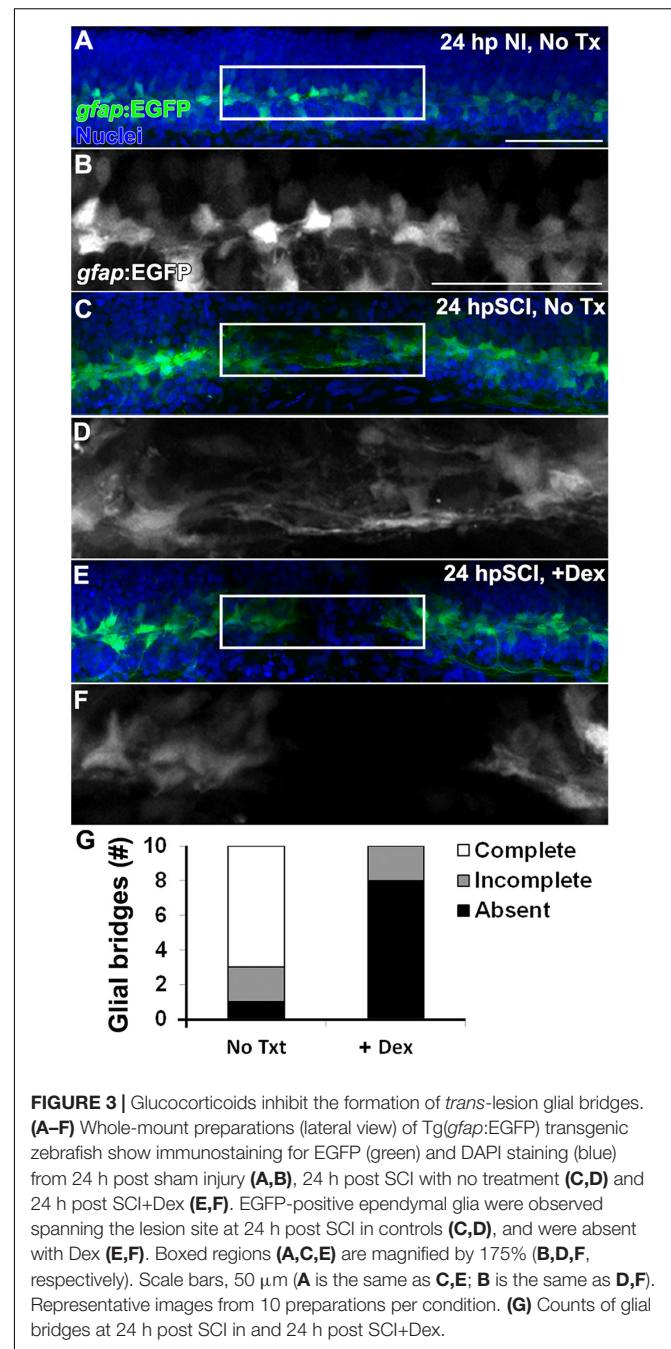 A
24 hp NI, No Tx
gfap:EGFP
Nuclei
B
gfap:EGFP
C
24 hpSCI, No Tx
D
E
24 hpSCI, +Dex
F
G
Glial bridges (#)
10
8
6
4
2
0
No Txt
+ Dex
Complete
Incomplete
Absent
FIGURE 3 | Glucocorticoids inhibit the formation of trans-lesion glial bridges.
(A–F) Whole-mount preparations (lateral view) of Tg(gfap:EGFP) transgenic
zebrafish show immunostaining for EGFP (green) and DAPI staining (blue)
from 24 h post sham injury (A,B), 24 h post SCI with no treatment (C,D) and
24 h post SCI+Dex (E,F). EGFP-positive ependymal glia were observed
spanning the lesion site at 24 h post SCI in controls (C,D), and were absent
with Dex (E,F). Boxed regions (A,C,E) are magnified by 175% (B,D,F,
respectively). Scale bars, 50 μm (A is the same as C,E; B is the same as D,F).
Representative images from 10 preparations per condition. (G) Counts of glial
bridges at 24 h post SCI in and 24 h post SCI+Dex.